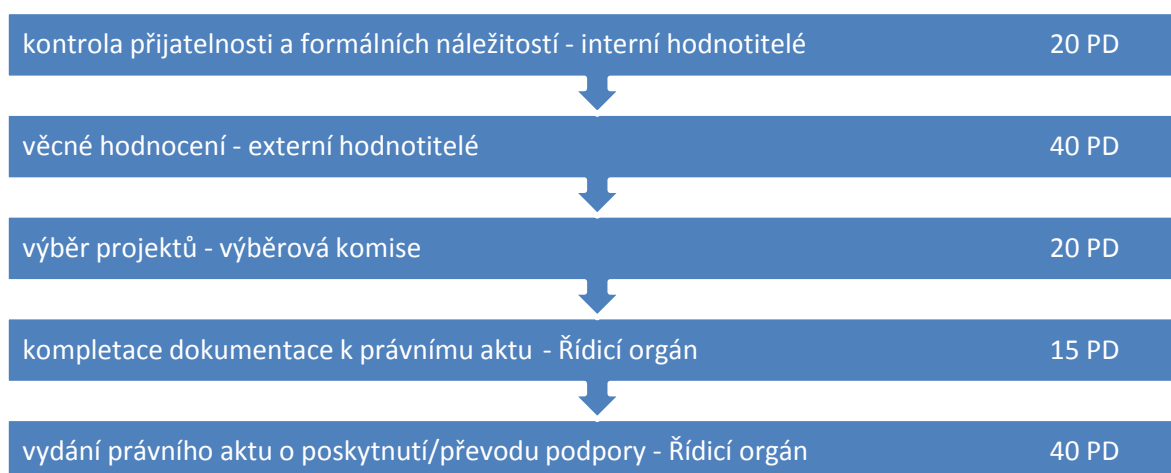 kontrola přijatelnosti a formálních náležitostí - interní hodnotitelé 20 PD
věcné hodnocení - externí hodnotitelé 40 PD
výběr projektů - výběrová komise 20 PD
kompletace dokumentace k právnímu aktu - Řídicí orgán 15 PD
vydání právního aktu o poskytnutí/převodu podpory - Řídicí orgán 40 PD